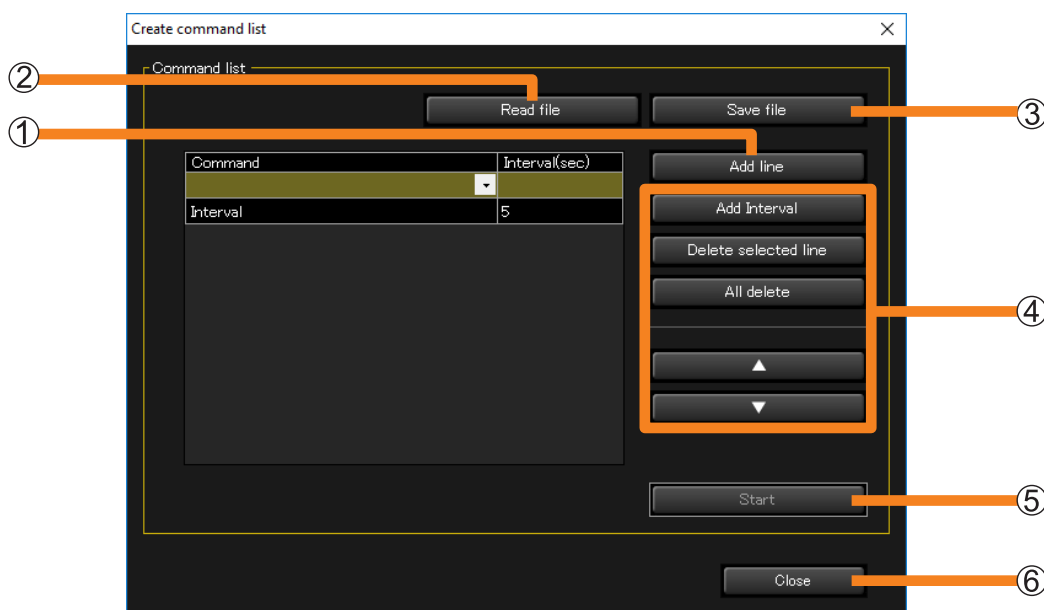 Create command list
Command list
②
Read file
Save file
③
①
Command Interval(sec)
Add line
Interval 5
Add Interval
Delete selected line
All delete
④
▲
▼
Start
⑤
Close
⑥